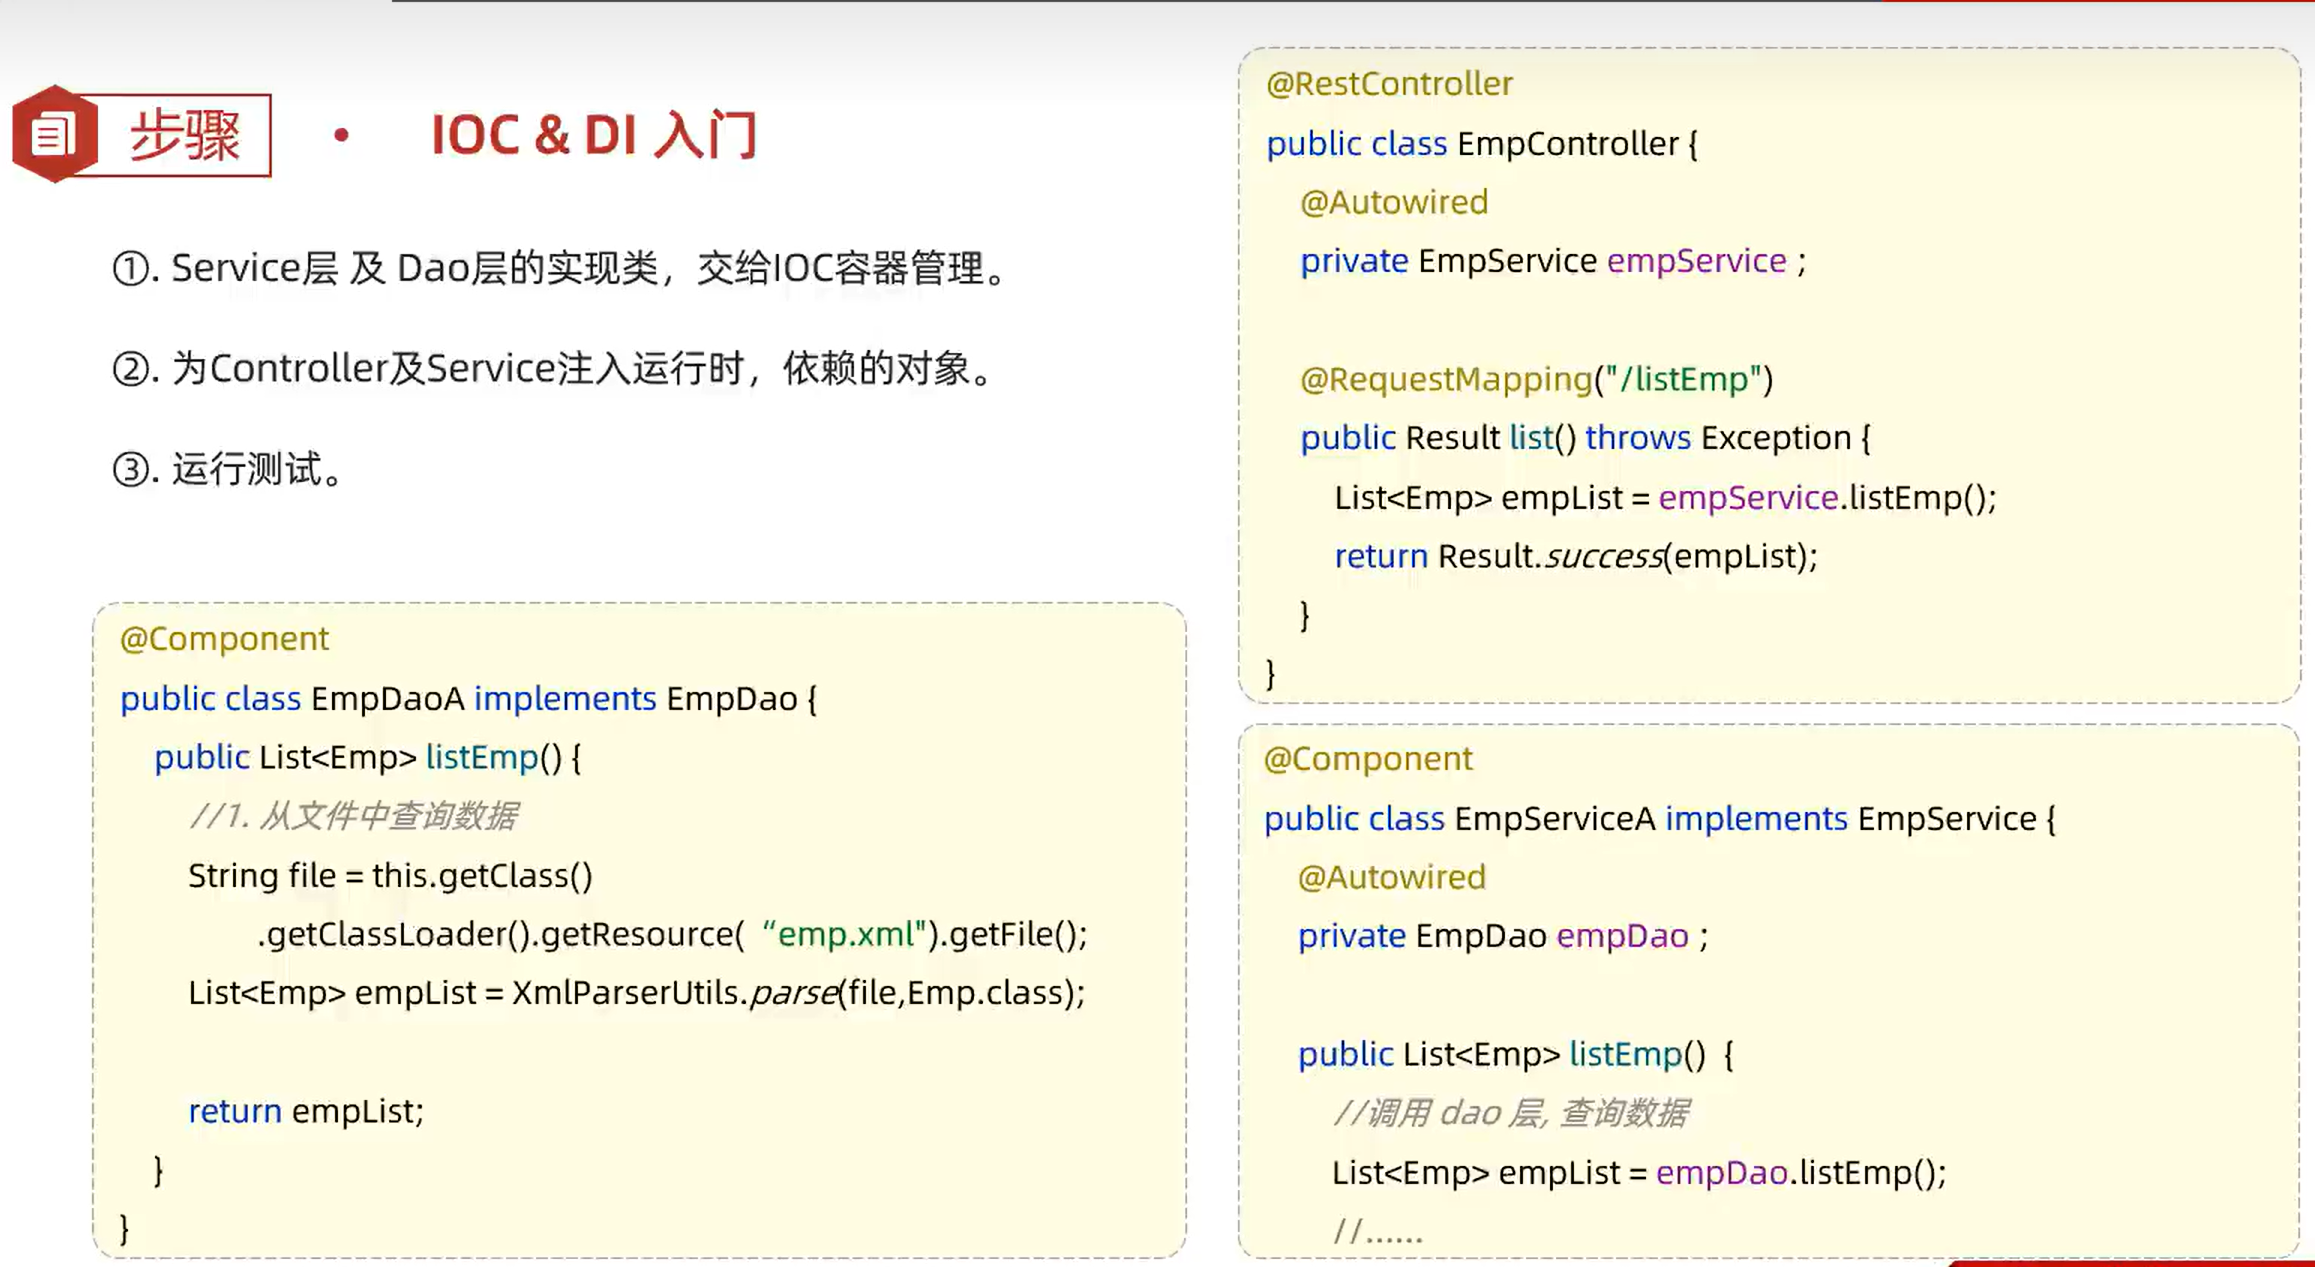 步骤
• IOC & DI 入门
①. Service层 及 Dao层的实现类，交给IOC容器管理。
②. 为Controller及Service注入运行时，依赖的对象。
③. 运行测试。
@Component
public class EmpDaoA implements EmpDao {
public List<Emp> listEmp() {
//1. 从文件中查询数据
String file = this.getClass()
.getClassLoader().getResource( “emp.xml").getFile();
List<Emp> empList = XmlParserUtils.parse(file,Emp.class);
return empList;
}
}
@RestController
public class EmpController {
@Autowired
private EmpService empService ;
@RequestMapping("/listEmp")
public Result list() throws Exception {
List<Emp> empList = empService.listEmp();
return Result.success(empList);
}
}
@Component
public class EmpServiceA implements EmpService {
@Autowired
private EmpDao empDao ;
public List<Emp> listEmp() {
//调用 dao 层, 查询数据
List<Emp> empList = empDao.listEmp();
//......